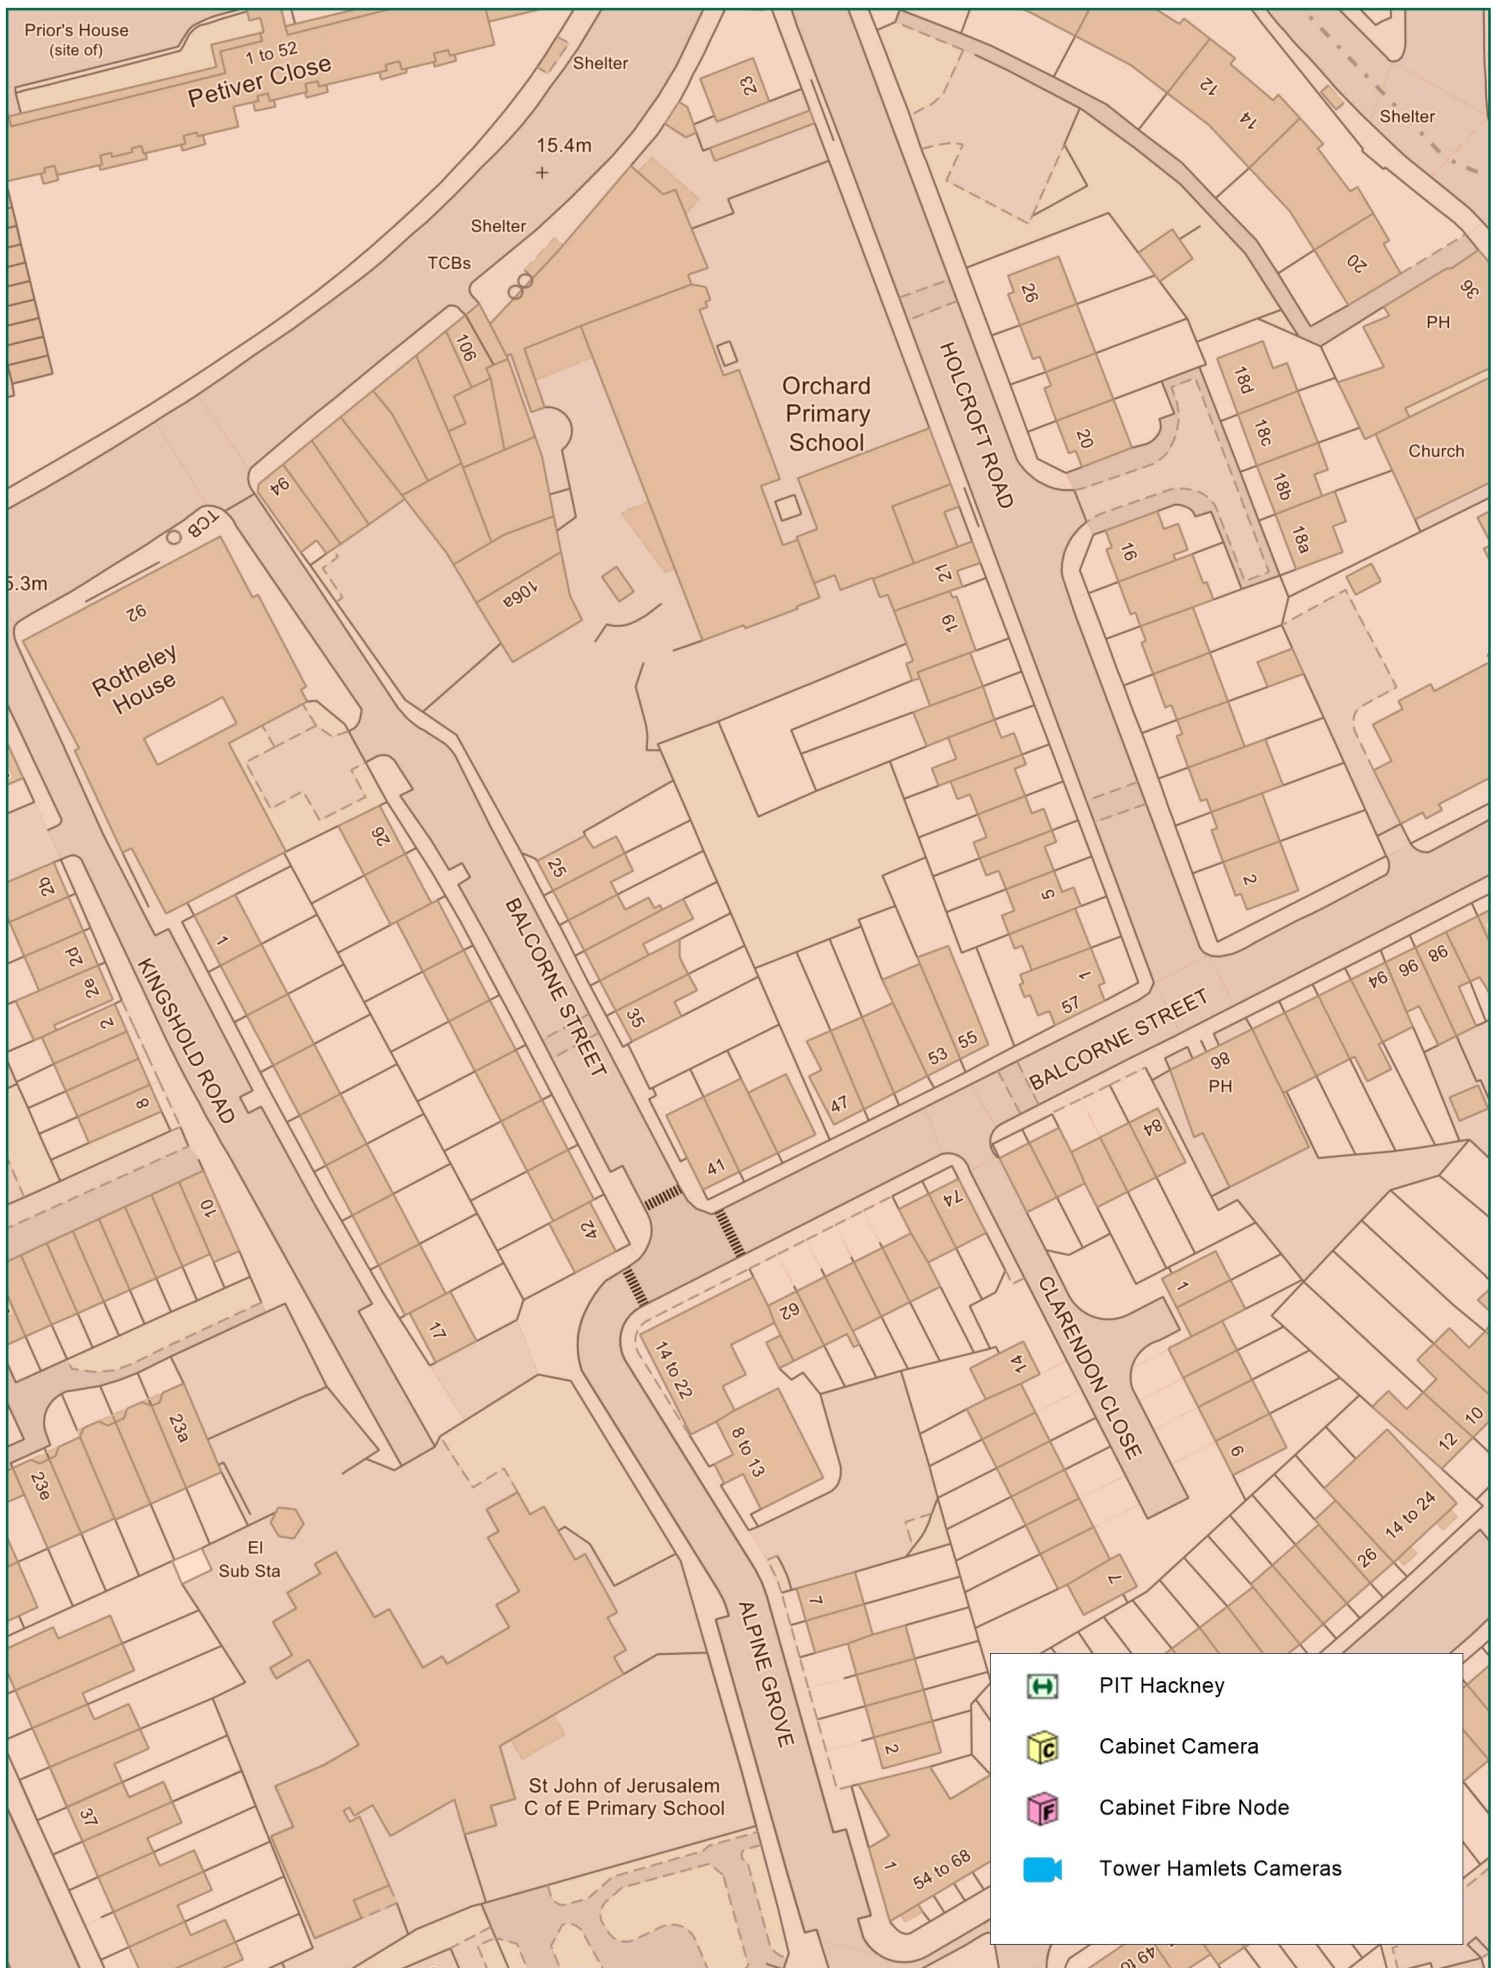 Prior's House
(site of)
1 to 52
Petiver Close
Shelter
23
15.4m
Shelter
TCBs
12
14
Shelter
20
36
PH
Church
26
20
18d
18c
18b
18a
16
106
94
TCB
5.3m
92
Rotheley
House
106a
Orchard
Primary
School
HOLCROFT ROAD
21
19
5
1
57
2
26
25
35
BALCORNE STREET
1
2b
2d
2e
2
8
10
KINGSHOLD ROAD
17
42
41
47
53
55
BALCORNE STREET
94
96
98
86
PH
84
74
62
14 to 22
8 to 13
CLARENDON CLOSE
14
7
1
6
10
12
14 to 24
26
23a
23e
El
Sub Sta
37
7
2
ALPINE GROVE
St John of Jerusalem
C of E Primary School
1
54 to 68
PIT Hackney
C
Cabinet Camera
F
Cabinet Fibre Node
Tower Hamlets Cameras